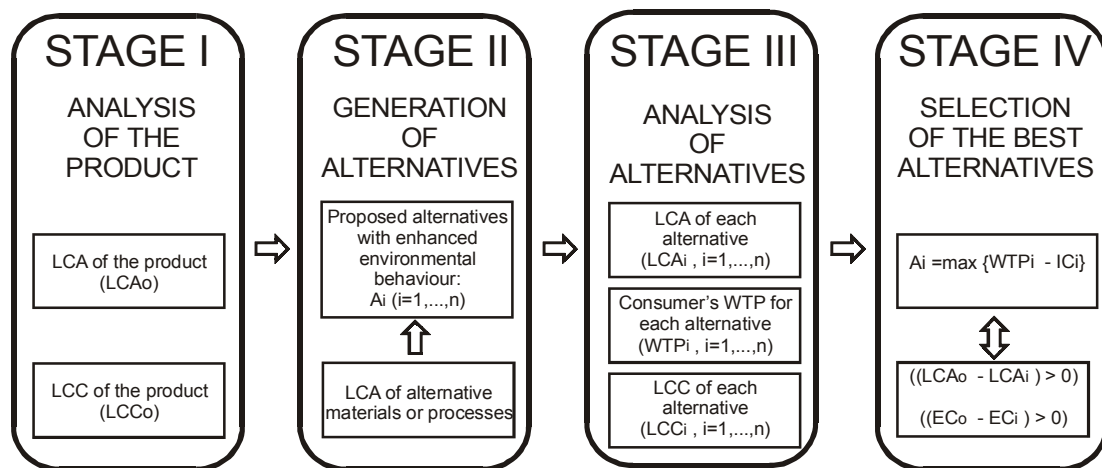 STAGE I
ANALYSIS
OF THE
PRODUCT
LCA of the product
(LCAo)
LCC of the product
(LCCo)
STAGE II
GENERATION
OF
ALTERNATIVES
Proposed alternatives
with enhanced
environmental
behaviour:
Ai (i=1,...,n)
LCA of alternative
materials or processes
STAGE III
ANALYSIS
OF
ALTERNATIVES
LCA of each
alternative
(LCAi , i=1,...,n)
Consumer's WTP for
each alternative
(WTPi , i=1,...,n)
LCC of each
alternative
(LCCi , i=1,...,n)
STAGE IV
SELECTION
OF THE BEST
ALTERNATIVES
Ai =max {WTPi - ICi}
((LCAo - LCAi ) > 0)
((ECo - ECi ) > 0)